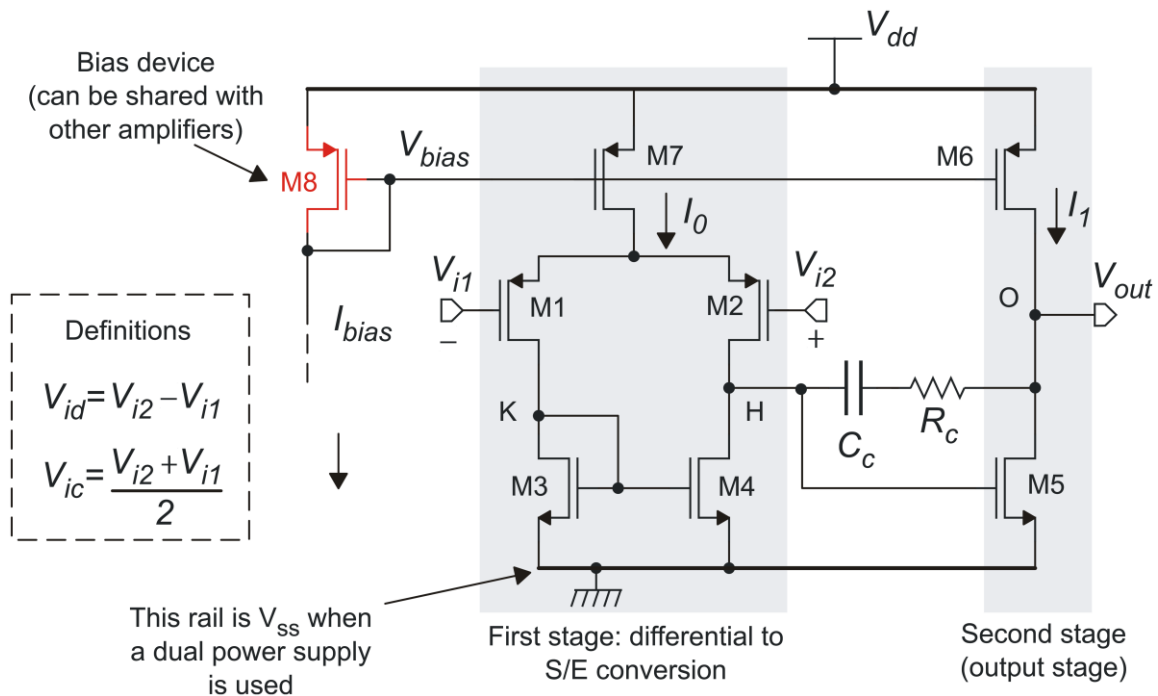 V_dd
Bias device
(can be shared with
other amplifiers)
V_bias
M7
M6
M8
I_0
I_1
V_i1
V_i2
V_out
M1
M2
O
−
+
Definitions
I_bias
V_id=V_i2−V_i1
K
H
C_c
R_c
V_ic=V_i2+V_i1
2
M3
M4
M5
This rail is V_ss when
a dual power supply
is used
First stage: differential to
S/E conversion
Second stage
(output stage)